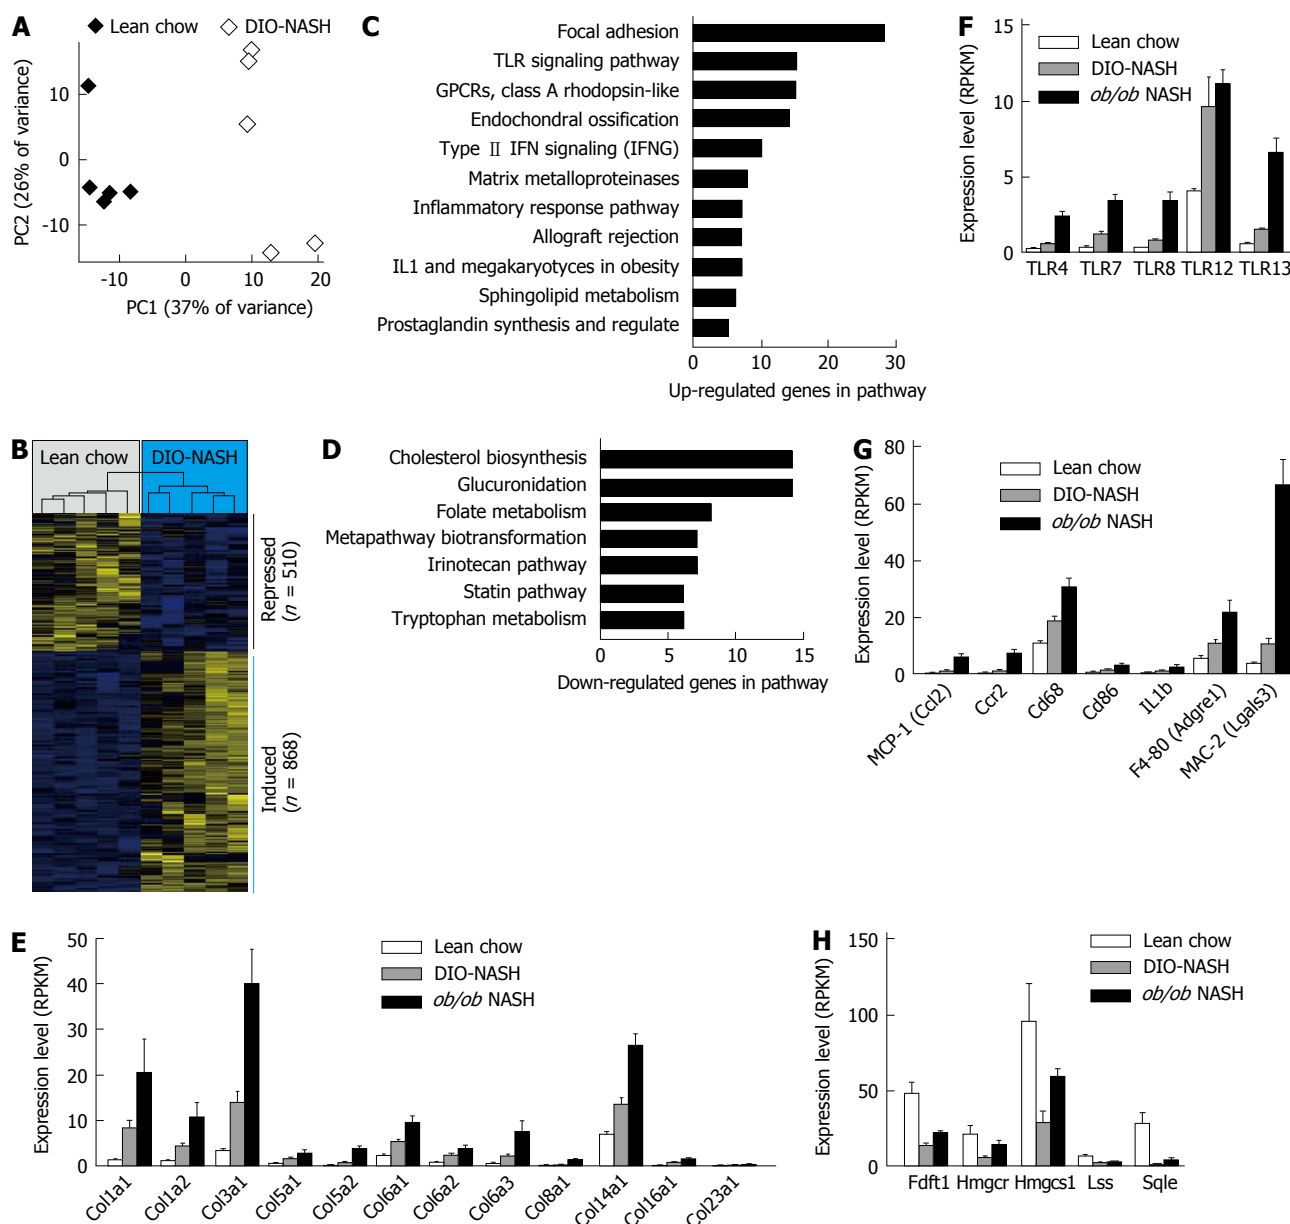 A
Lean chow
DIO-NASH
10
0
-10
PC2 (26% of variance)
-10
0
10
20
PC1 (37% of variance)
B
Lean chow
DIO-NASH
Repressed
(n = 510)
Induced
(n = 868)
C
Focal adhesion
TLR signaling pathway
GPCRs, class A rhodopsin-like
Endochondral ossification
Type Ⅱ IFN signaling (IFNG)
Matrix metalloproteinases
Inflammatory response pathway
Allograft rejection
IL1 and megakaryotyces in obesity
Sphingolipid metabolism
Prostaglandin synthesis and regulate
0
10
20
30
Up-regulated genes in pathway
D
Cholesterol biosynthesis
Glucuronidation
Folate metabolism
Metapathway biotransformation
Irinotecan pathway
Statin pathway
Tryptophan metabolism
0
5
10
15
Down-regulated genes in pathway
E
Lean chow
DIO-NASH
ob/ob NASH
50
40
30
20
10
0
Expression level (RPKM)
Col1a1
Col1a2
Col3a1
Col5a1
Col5a2
Col6a1
Col6a2
Col6a3
Col8a1
Col14a1
Col16a1
Col23a1
F
Lean chow
DIO-NASH
ob/ob NASH
15
10
5
0
Expression level (RPKM)
TLR4
TLR7
TLR8
TLR12
TLR13
G
Lean chow
DIO-NASH
ob/ob NASH
80
60
40
20
0
Expression level (RPKM)
MCP-1 (Ccl2)
Ccr2
Cd68
Cd86
IL1b
F4-80 (Adgre1)
MAC-2 (Lgals3)
H
Lean chow
DIO-NASH
ob/ob NASH
150
100
50
0
Expression level (RPKM)
Fdft1
Hmgcr
Hmgcs1
Lss
Sqle